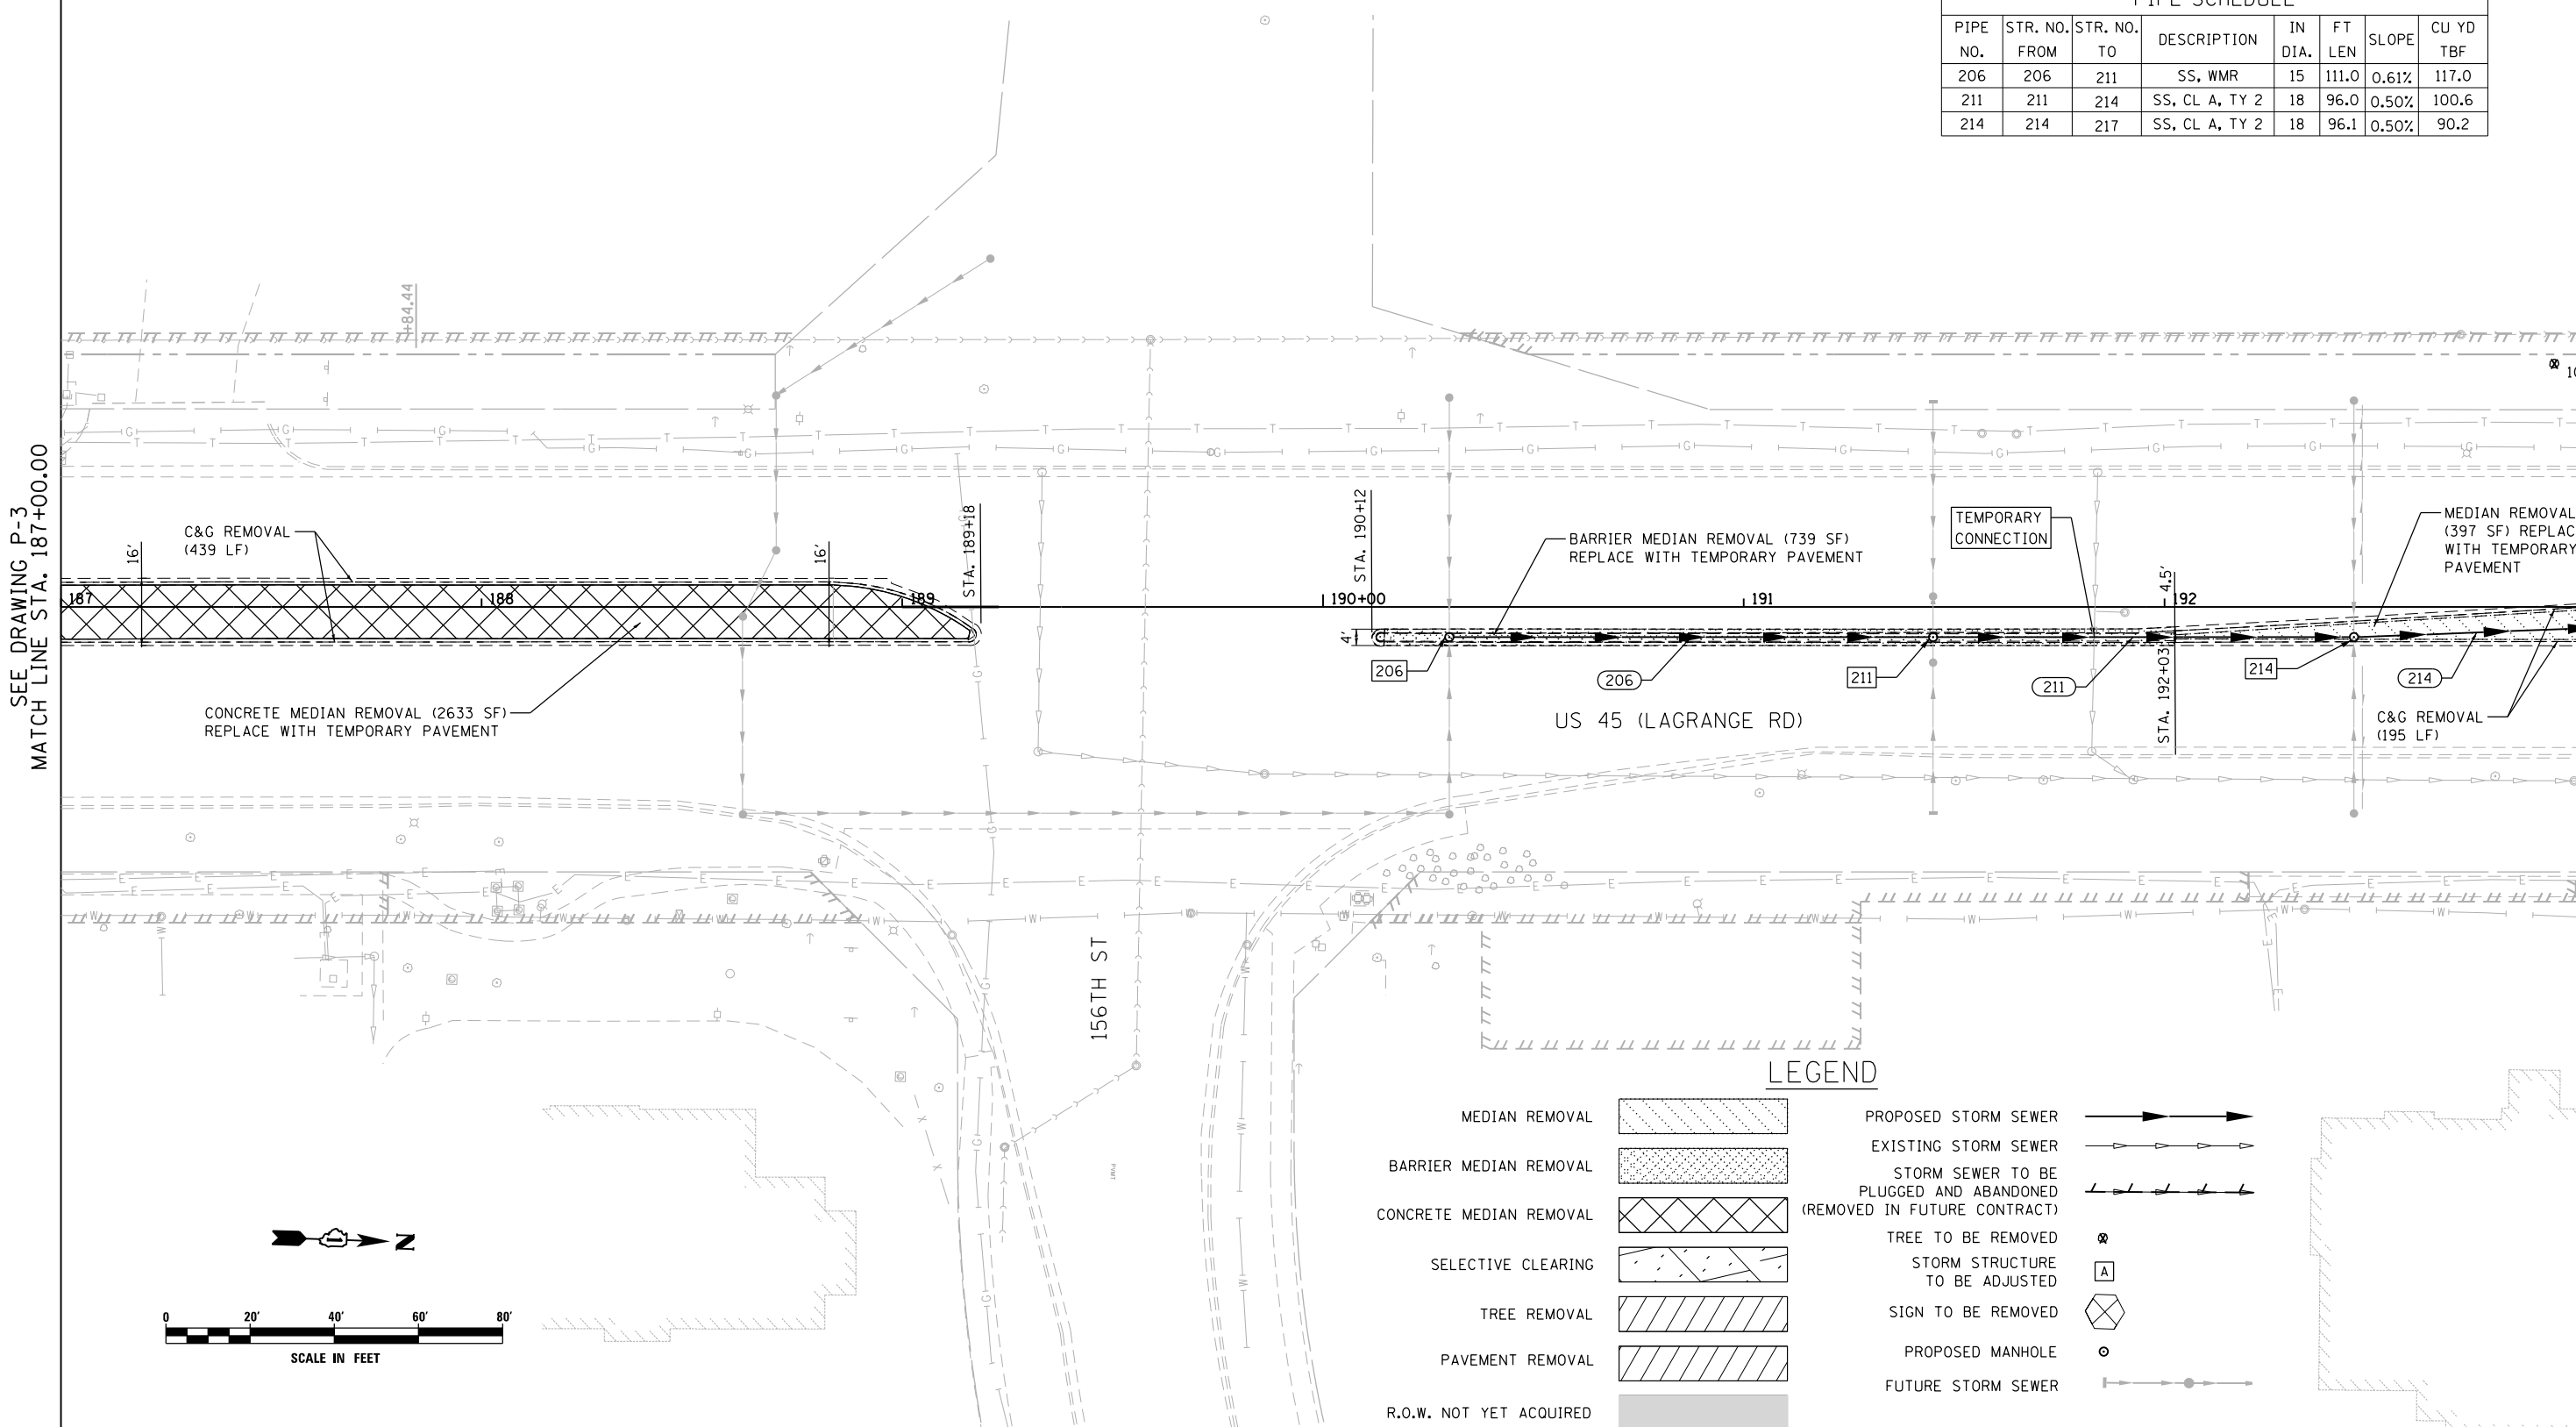 PIPE SCHEDULE
PIPE NO. STR. NO. FROM STR. NO. TO DESCRIPTION IN DIA. FT LEN SLOPE CU YD TBF
206 206 211 SS, WMR 15 111.0 0.61% 117.0
211 211 214 SS, CL A, TY 2 18 96.0 0.50% 100.6
214 214 217 SS, CL A, TY 2 18 96.1 0.50% 90.2
+84.44
SEE DRAWING P-3
MATCH LINE STA. 187+00.00
C&G REMOVAL
(439 LF)
16'
16'
STA. 189+18
STA. 190+12
BARRIER MEDIAN REMOVAL (739 SF)
REPLACE WITH TEMPORARY PAVEMENT
TEMPORARY
CONNECTION
4.5'
MEDIAN REMOVAL
(397 SF) REPLAC
WITH TEMPORARY
PAVEMENT
187
188
189
190+00
191
192
4'
206
206
211
211
STA. 192+03
214
214
CONCRETE MEDIAN REMOVAL (2633 SF)
REPLACE WITH TEMPORARY PAVEMENT
US 45 (LAGRANGE RD)
C&G REMOVAL
(195 LF)
156TH ST
PVMT
N
0 20' 40' 60' 80'
SCALE IN FEET
LEGEND
MEDIAN REMOVAL
BARRIER MEDIAN REMOVAL
CONCRETE MEDIAN REMOVAL
SELECTIVE CLEARING
TREE REMOVAL
PAVEMENT REMOVAL
R.O.W. NOT YET ACQUIRED
PROPOSED STORM SEWER
EXISTING STORM SEWER
STORM SEWER TO BE
PLUGGED AND ABANDONED
(REMOVED IN FUTURE CONTRACT)
TREE TO BE REMOVED
STORM STRUCTURE
TO BE ADJUSTED
A
SIGN TO BE REMOVED
PROPOSED MANHOLE
FUTURE STORM SEWER